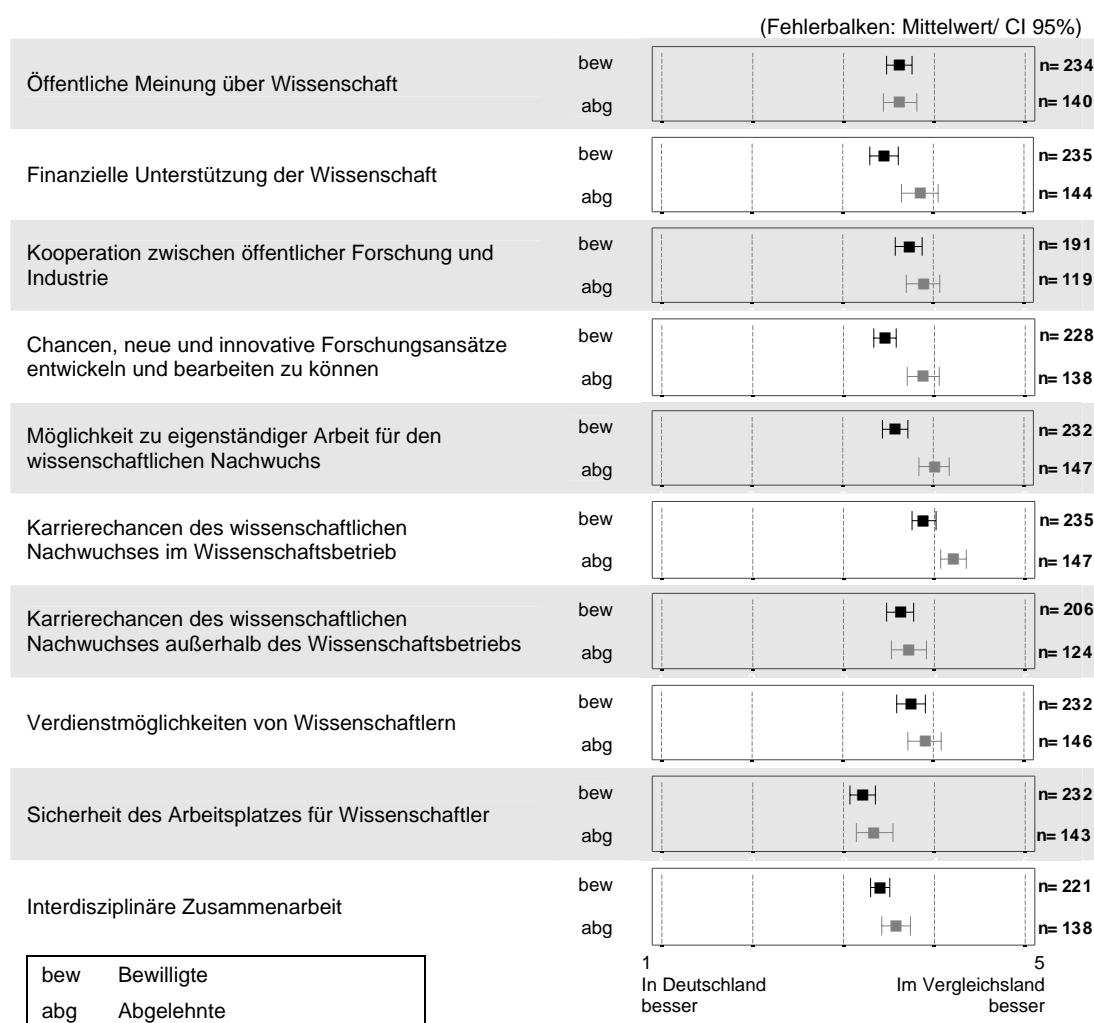 (Fehlerbalken: Mittelwert/ CI 95%)
Öffentliche Meinung über Wissenschaft
bew
n= 234
abg
n= 140
Finanzielle Unterstützung der Wissenschaft
bew
n= 235
abg
n= 144
Kooperation zwischen öffentlicher Forschung und
Industrie
bew
n= 191
abg
n= 119
Chancen, neue und innovative Forschungsansätze
entwickeln und bearbeiten zu können
bew
n= 228
abg
n= 138
Möglichkeit zu eigenständiger Arbeit für den
wissenschaftlichen Nachwuchs
bew
n= 232
abg
n= 147
Karrierechancen des wissenschaftlichen
Nachwuchses im Wissenschaftsbetrieb
bew
n= 235
abg
n= 147
Karrierechancen des wissenschaftlichen
Nachwuchses außerhalb des Wissenschaftsbetriebs
bew
n= 206
abg
n= 124
Verdienstmöglichkeiten von Wissenschaftlern
bew
n= 232
abg
n= 146
Sicherheit des Arbeitsplatzes für Wissenschaftler
bew
n= 232
abg
n= 143
Interdisziplinäre Zusammenarbeit
bew
n= 221
abg
n= 138
1
5
In Deutschland
besser
Im Vergleichsland
besser
bew Bewilligte
abg Abgelehnte